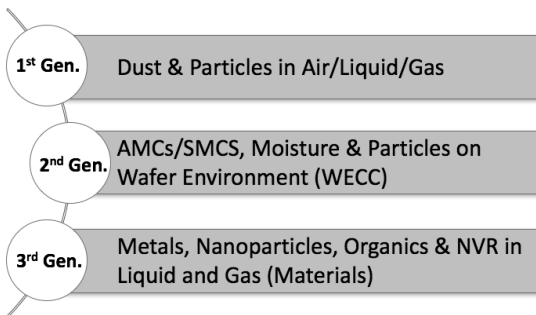 1st Gen.
Dust & Particles in Air/Liquid/Gas
2nd Gen.
AMCs/SMCS, Moisture & Particles on
Wafer Environment (WECC)
3rd Gen.
Metals, Nanoparticles, Organics & NVR in
Liquid and Gas (Materials)